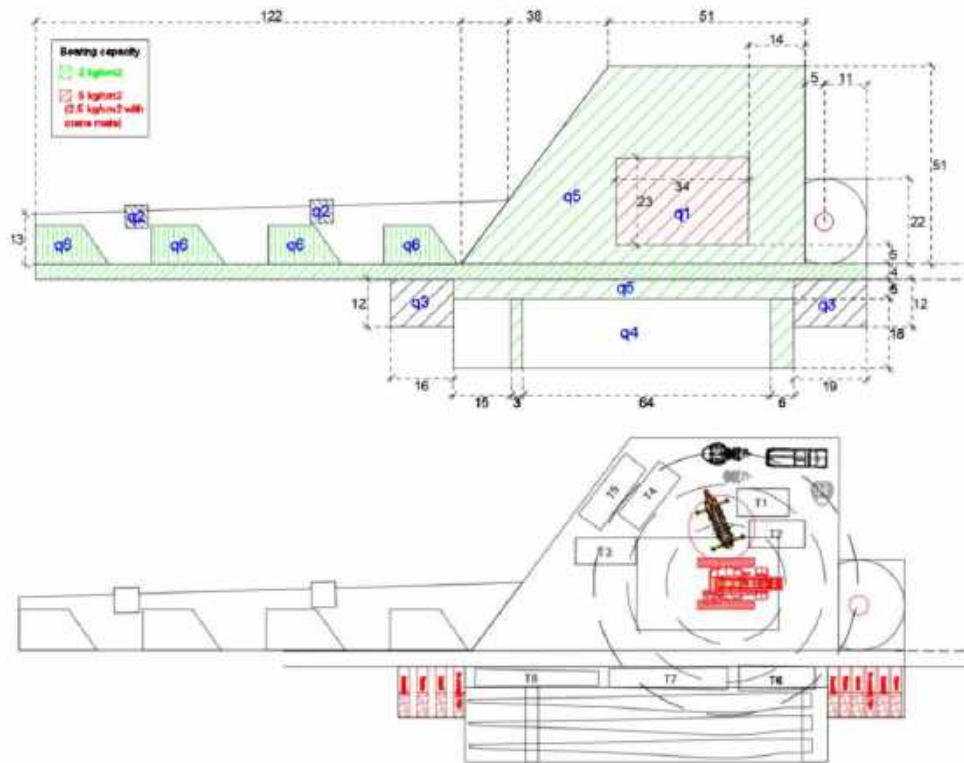 122
38
51
14
5
11
Bearing capacity
2 kg/cm2
5 kg/cm2
(2.5 kg/cm2 with
crane mats)
51
q5
34
23
q1
22
q2
q2
13
q6
q6
q6
q6
5
4
q5
12
q3
q3
12
q4
18
16
19
15
3
64
6
T5
T4
T1
T2
T3
T8
T7
T6